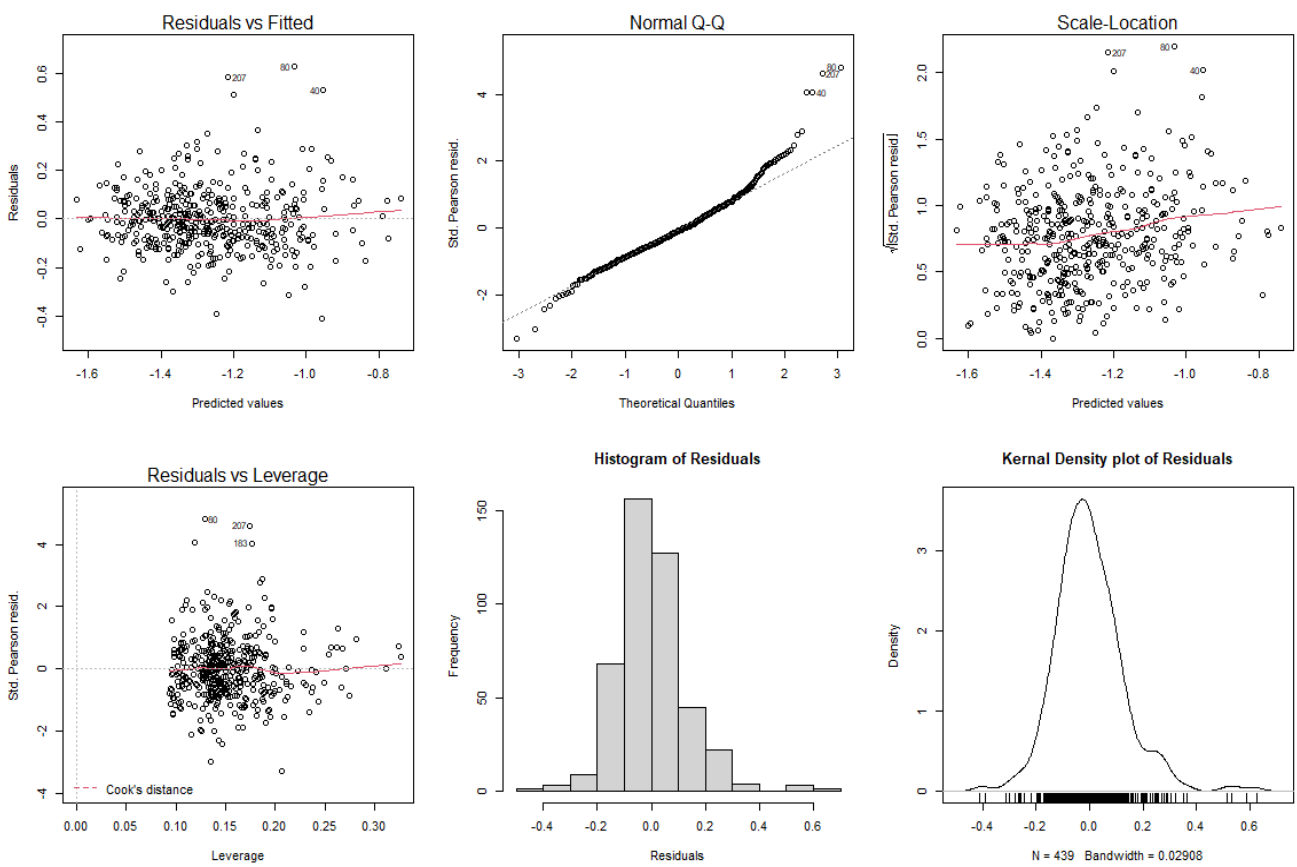 Residuals vs Fitted
Residuals
0.6
0.4
0.2
0.0
-0.2
-0.4
207
80
40
-1.6 -1.4 -1.2 -1.0 -0.8
Predicted values
Normal Q-Q
Std. Pearson resid.
4
2
0
-2
80
207
40
-3 -2 -1 0 1 2 3
Theoretical Quantiles
Scale-Location
√|Std. Pearson resid|
2.0
1.5
1.0
0.5
0.0
207
80
40
-1.6 -1.4 -1.2 -1.0 -0.8
Predicted values
Residuals vs Leverage
Std. Pearson resid.
4
2
0
-2
-4
80
207
183
Cook's distance
0.00 0.05 0.10 0.15 0.20 0.25 0.30
Leverage
Histogram of Residuals
Frequency
150
100
50
0
-0.4 -0.2 0.0 0.2 0.4 0.6
Residuals
Kernal Density plot of Residuals
Density
3
2
1
0
-0.4 -0.2 0.0 0.2 0.4 0.6
N = 439 Bandwidth = 0.02908